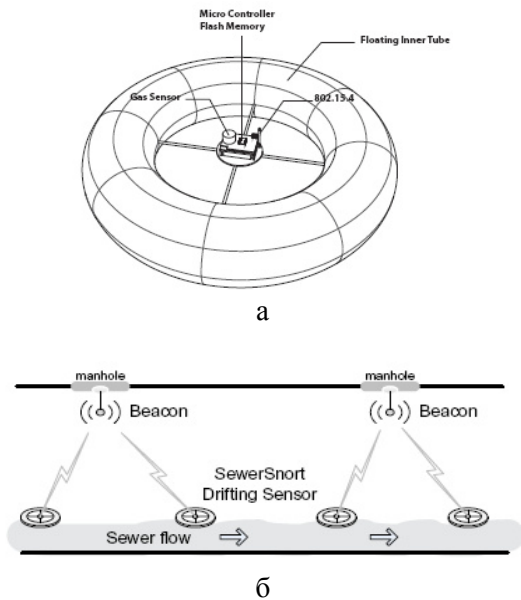 Micro Controller
Flash Memory
Floating Inner Tube
Gas Sensor
802.15.4
а
manhole
manhole
Beacon
Beacon
SewerSnort
Drifting Sensor
Sewer flow
б